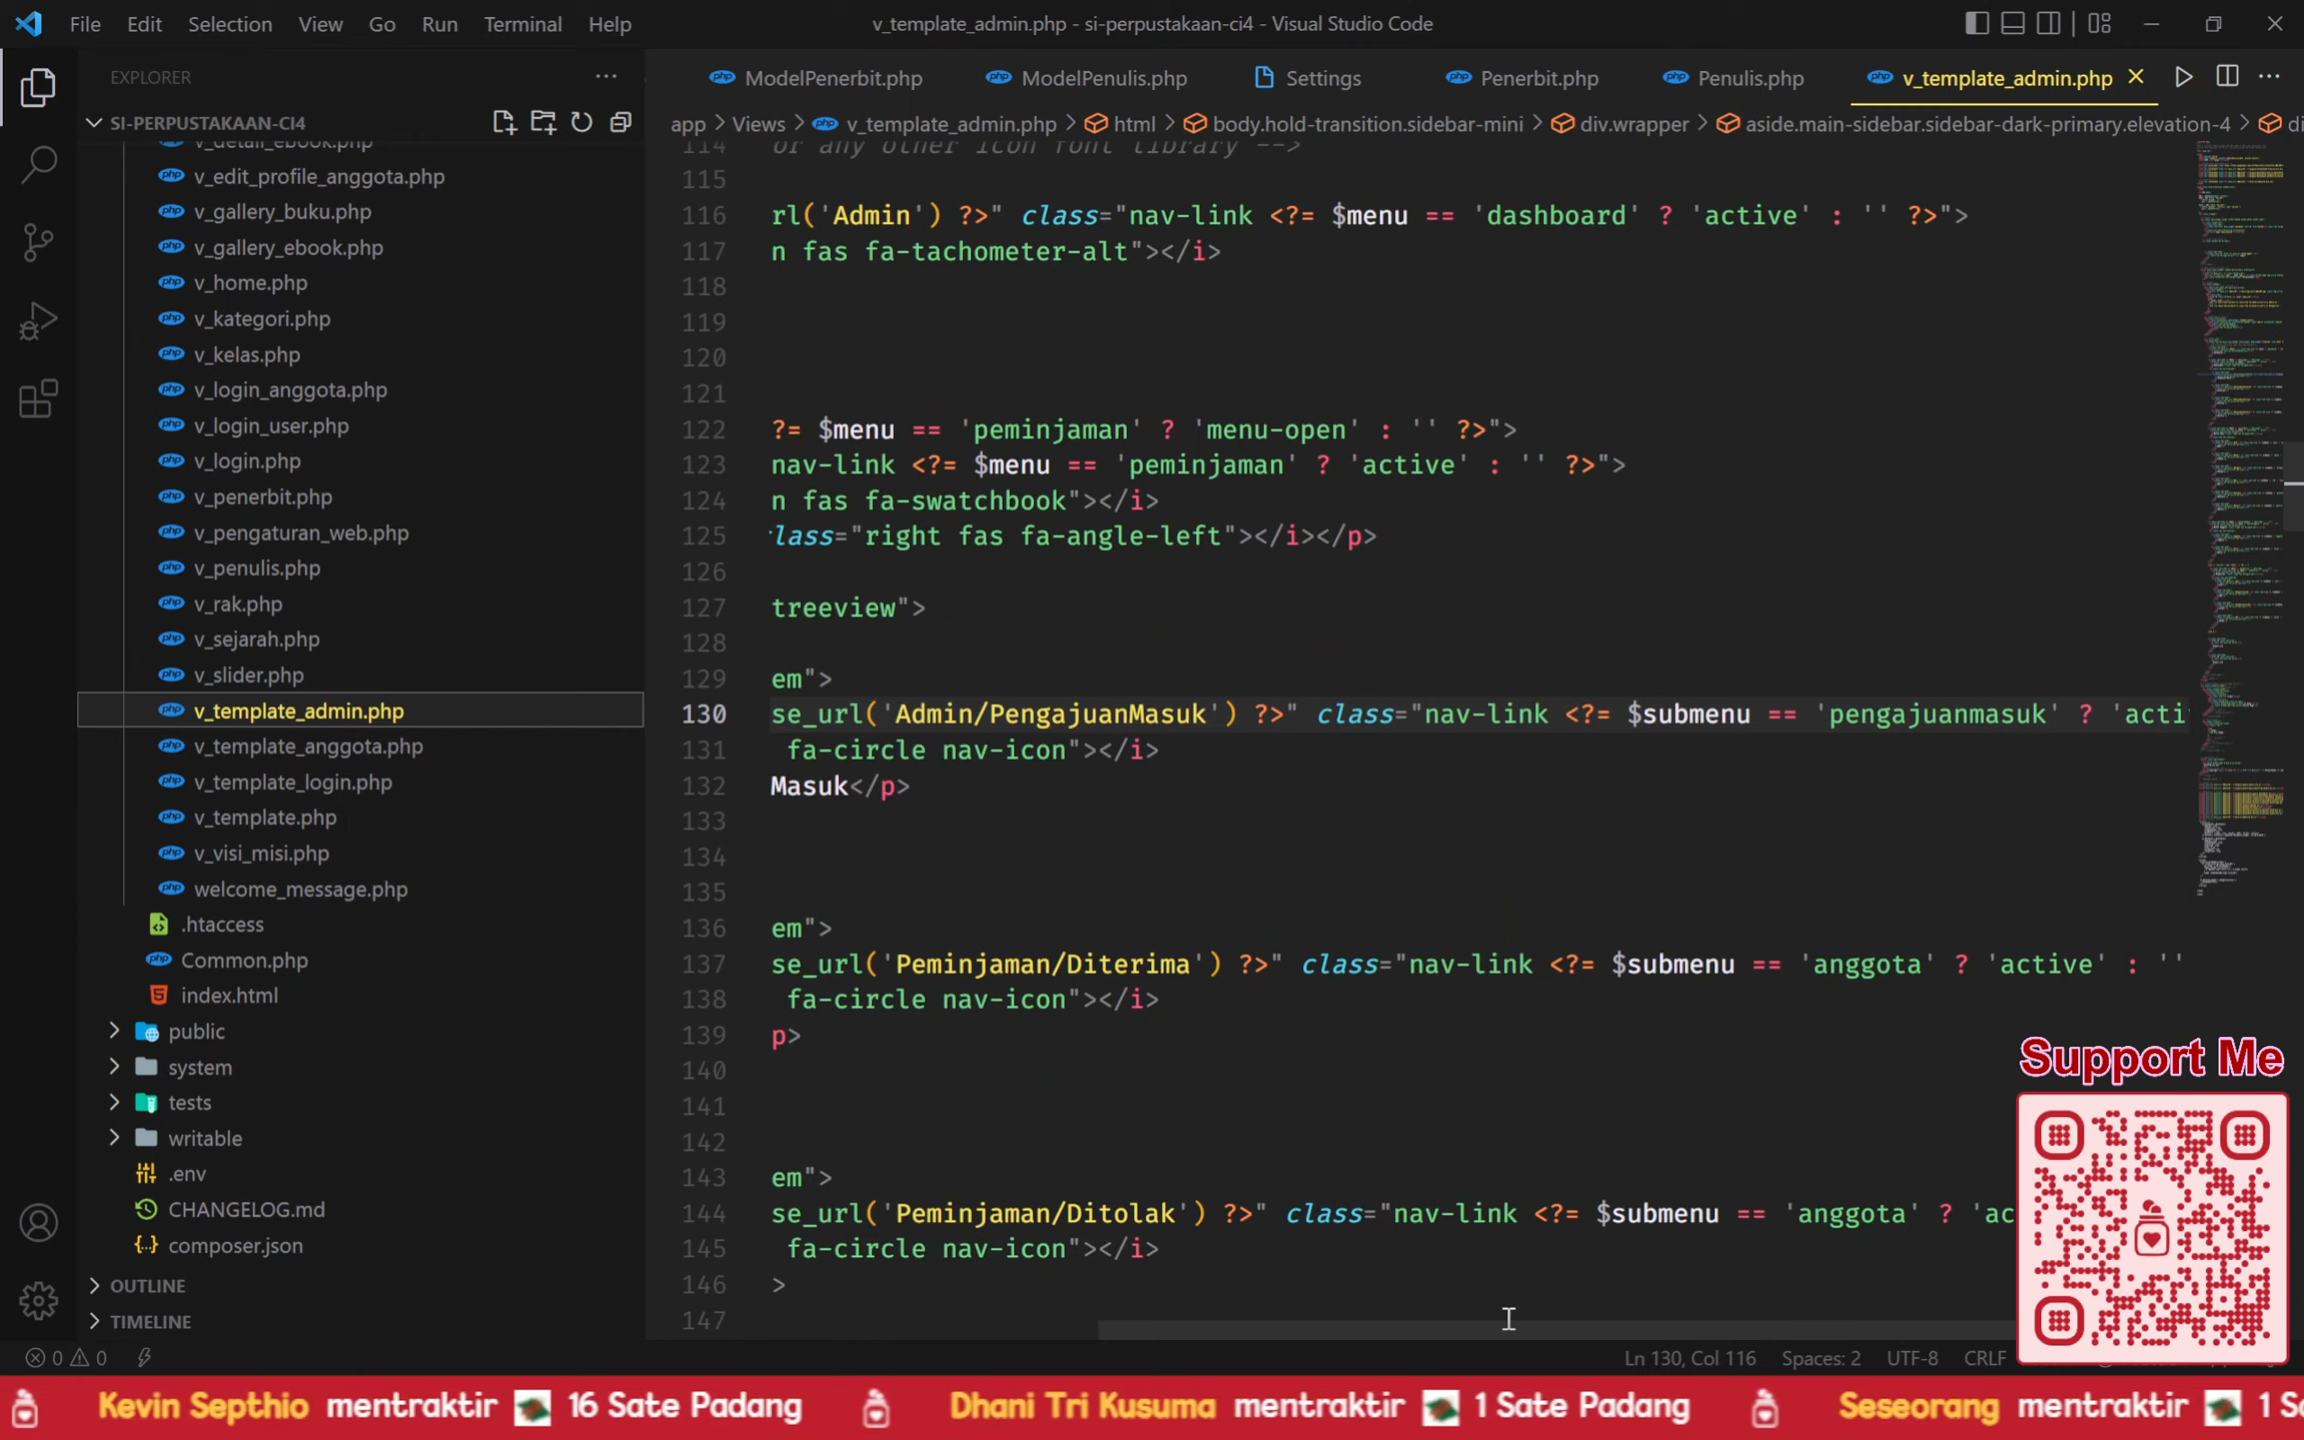 File Edit Selection View Go Run Terminal Help
v_template_admin.php - si-perpustakaan-ci4 - Visual Studio Code
EXPLORER
SI-PERPUSTAKAAN-CI4
v_detail_ebook.php
v_edit_profile_anggota.php
v_gallery_buku.php
v_gallery_ebook.php
v_home.php
v_kategori.php
v_kelas.php
v_login_anggota.php
v_login_user.php
v_login.php
v_penerbit.php
v_pengaturan_web.php
v_penulis.php
v_rak.php
v_sejarah.php
v_slider.php
v_template_admin.php
v_template_anggota.php
v_template_login.php
v_template.php
v_visi_misi.php
welcome_message.php
.htaccess
Common.php
index.html
public
system
tests
writable
.env
CHANGELOG.md
composer.json
OUTLINE
TIMELINE
ModelPenerbit.php ModelPenulis.php Settings Penerbit.php Penulis.php v_template_admin.php
app > Views > v_template_admin.php > html > body.hold-transition.sidebar-mini > div.wrapper > aside.main-sidebar.sidebar-dark-primary.elevation-4 > di
114 or any other icon font library -->
115
116 rl('Admin') ?>" class="nav-link <?= $menu == 'dashboard' ? 'active' : '' ?>">
117 n fas fa-tachometer-alt"></i>
118
119
120
121
122 ?= $menu == 'peminjaman' ? 'menu-open' : '' ?>">
123 nav-link <?= $menu == 'peminjaman' ? 'active' : '' ?>">
124 n fas fa-swatchbook"></i>
125 lass="right fas fa-angle-left"></i></p>
126
127 treeview">
128
129 em">
130 se_url('Admin/PengajuanMasuk') ?>" class="nav-link <?= $submenu == 'pengajuanmasuk' ? 'acti
131 fa-circle nav-icon"></i>
132 Masuk</p>
133
134
135
136 em">
137 se_url('Peminjaman/Diterima') ?>" class="nav-link <?= $submenu == 'anggota' ? 'active' : ''
138 fa-circle nav-icon"></i>
139 p>
140
141
142
143 em">
144 se_url('Peminjaman/Ditolak') ?>" class="nav-link <?= $submenu == 'anggota' ? 'ac
145 fa-circle nav-icon"></i>
146 >
147
Support Me
0 0
Ln 130, Col 116 Spaces: 2 UTF-8 CRLF
Kevin Septhio mentraktir 16 Sate Padang Dhani Tri Kusuma mentraktir 1 Sate Padang Seseorang mentraktir 1 Sa